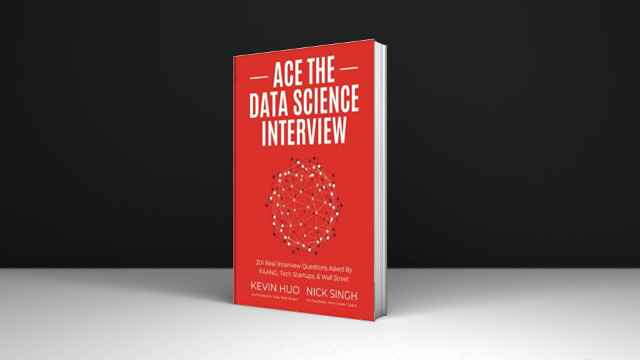 ACE THE
DATA SCIENCE
INTERVIEW
201 Real Interview Questions Asked By
FAANG, Tech Startups, & Wall Street
KEVIN HUO NICK SINGH